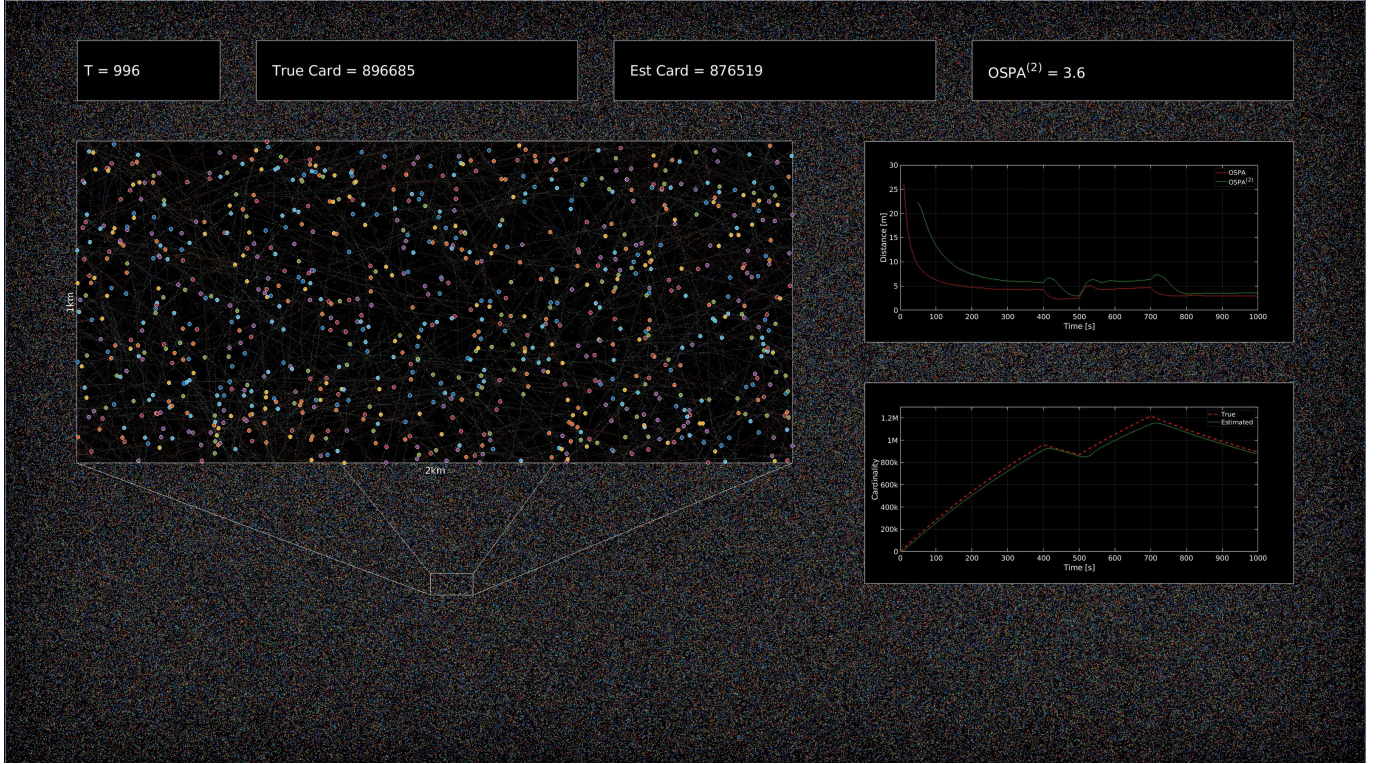 T = 996
True Card = 896685
Est Card = 876519
OSPA(2) = 3.6
1km
2km
30
25
20
15
10
5
0
Distance [m]
OSPA
OSPA(2)
0 100 200 300 400 500 600 700 800 900 1000
Time [s]
1.2M
1M
800k
600k
400k
200k
0
Cardinality
True
Estimated
0 100 200 300 400 500 600 700 800 900 1000
Time [s]